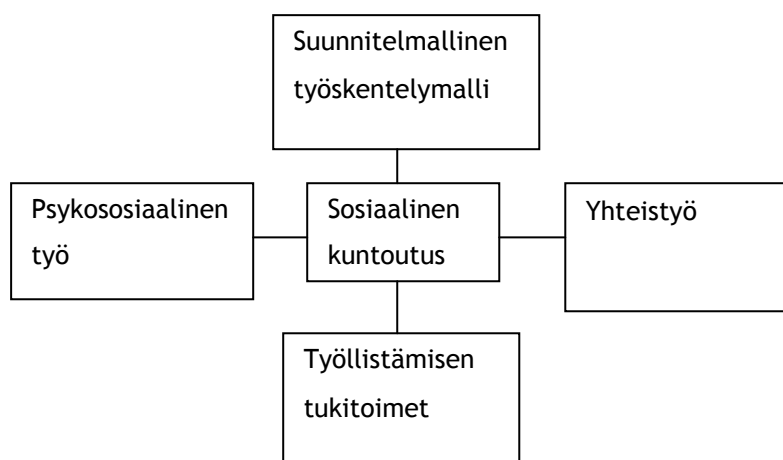 Suunnitelmallinen
työskentelymalli
Psykososiaalinen
työ
Sosiaalinen
kuntoutus
Yhteistyö
Työllistämisen
tukitoimet